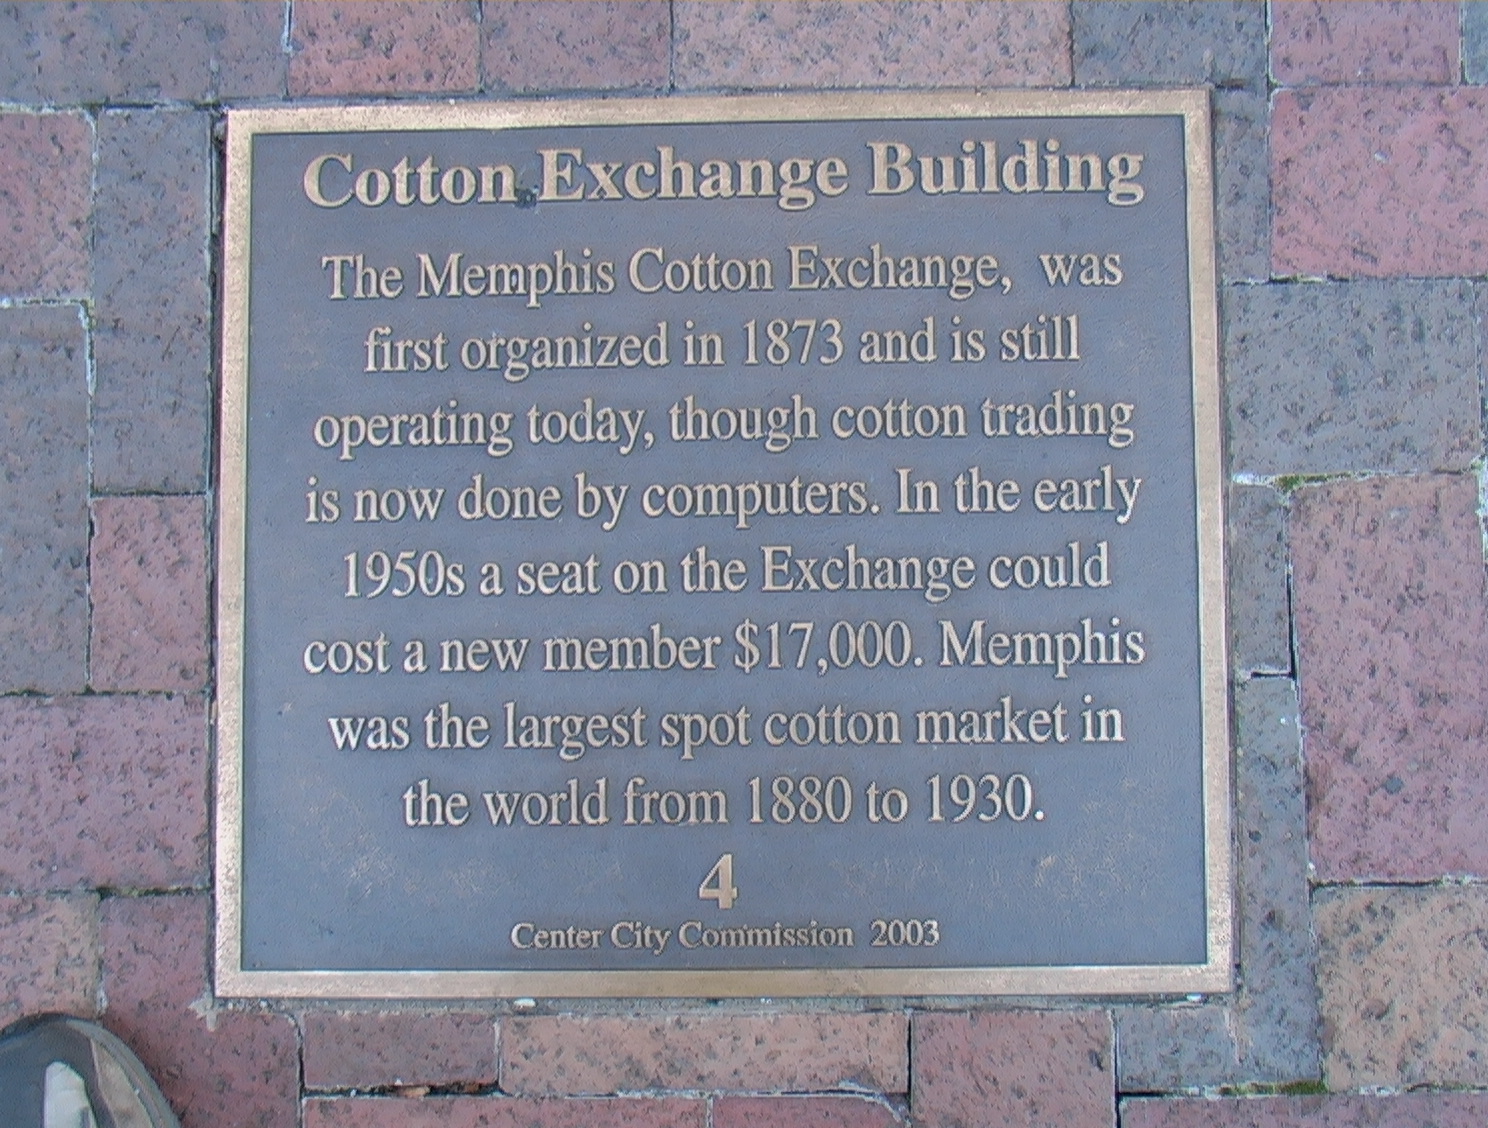 Cotton Exchange Building
The Memphis Cotton Exchange, was
first organized in 1873 and is still
operating today, though cotton trading
is now done by computers. In the early
1950s a seat on the Exchange could
cost a new member $17,000. Memphis
was the largest spot cotton market in
the world from 1880 to 1930.
4
Center City Commission 2003